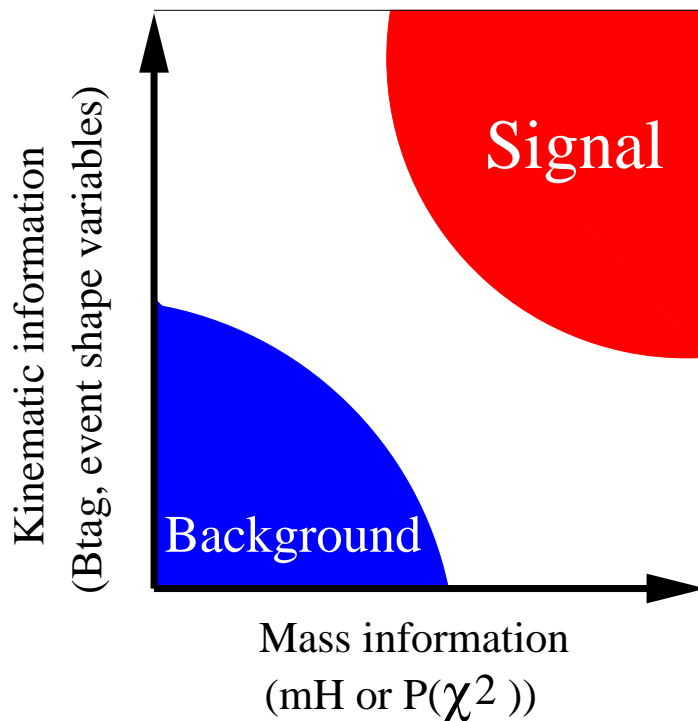 Kinematic information
(Btag, event shape variables)
Signal
Background
Mass information
(mH or P(χ2 ))